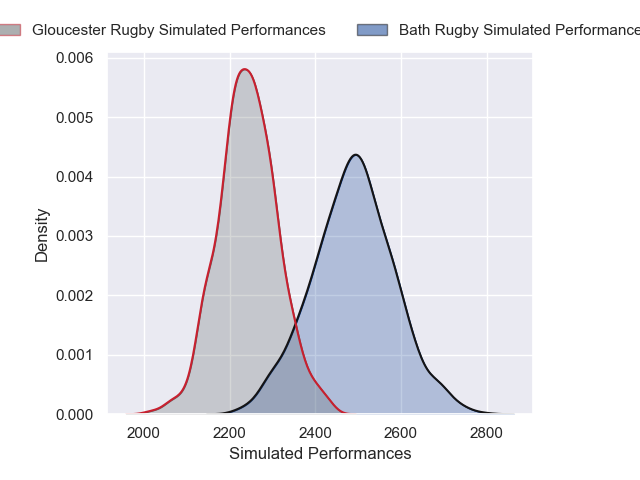 Gloucester Rugby Simulated Performances Bath Rugby Simulated Performance
0.006
0.005
0.004
0.003
0.002
0.001
0.000
Density
2000 2200 2400 2600 2800
Simulated Performances